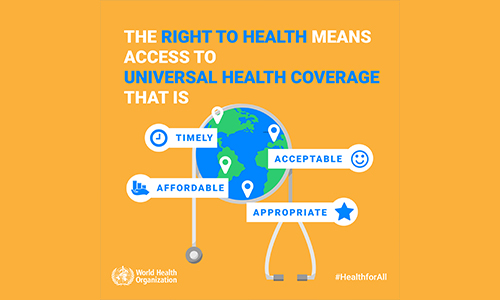 THE RIGHT TO HEALTH MEANS
ACCESS TO
UNIVERSAL HEALTH COVERAGE
THAT IS
TIMELY
ACCEPTABLE
AFFORDABLE
APPROPRIATE
World Health
Organization
#HealthforAll